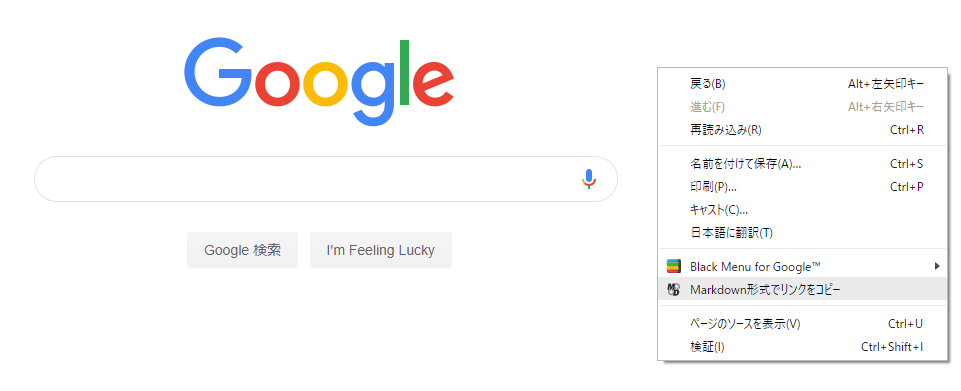 Google
Google 検索
I'm Feeling Lucky
戻る(B) Alt+左矢印キー
進む(F) Alt+右矢印キー
再読み込み(R) Ctrl+R
名前を付けて保存(A)... Ctrl+S
印刷(P)... Ctrl+P
キャスト(C)...
日本語に翻訳(T)
Black Menu for Google™
Markdown形式でリンクをコピー
ページのソースを表示(V) Ctrl+U
検証(I) Ctrl+Shift+I